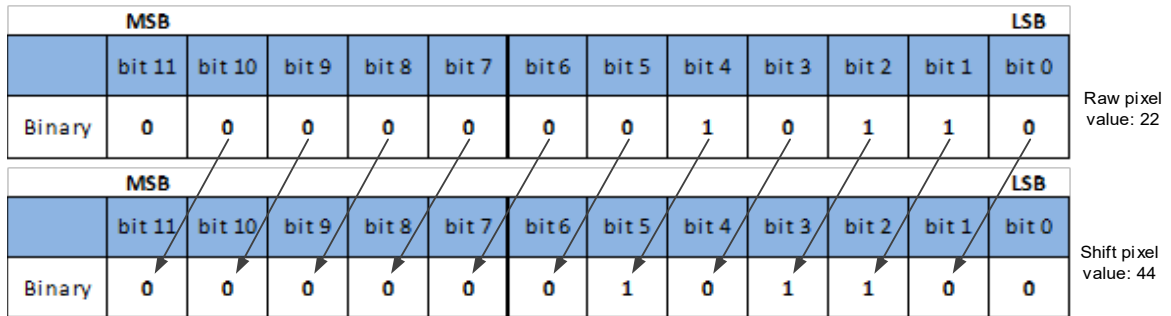 MSB LSB
bit 11 bit 10 bit 9 bit 8 bit 7 bit 6 bit 5 bit 4 bit 3 bit 2 bit 1 bit 0
Binary 0 0 0 0 0 0 0 1 0 1 1 0
Raw pixel
value: 22
MSB LSB
bit 11 bit 10 bit 9 bit 8 bit 7 bit 6 bit 5 bit 4 bit 3 bit 2 bit 1 bit 0
Binary 0 0 0 0 0 0 1 0 1 1 0 0
Shift pixel
value: 44